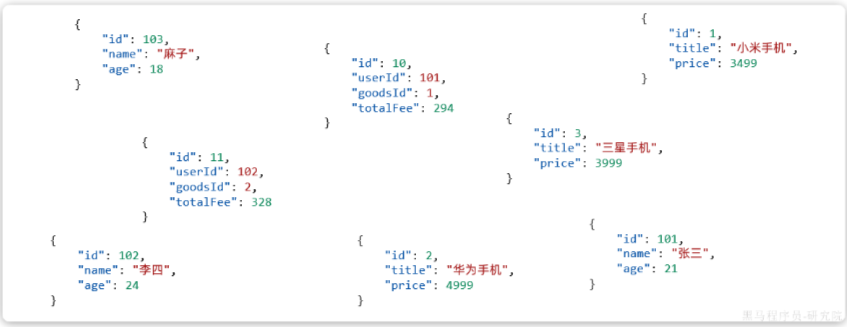 {
"id": 103,
"name": "麻子",
"age": 18
}
{
"id": 10,
"userId": 101,
"goodsId": 1,
"totalFee": 294
}
{
"id": 1,
"title": "小米手机",
"price": 3499
}
{
"id": 11,
"userId": 102,
"goodsId": 2,
"totalFee": 328
}
{
"id": 3,
"title": "三星手机",
"price": 3999
}
{
"id": 102,
"name": "李四",
"age": 24
}
{
"id": 2,
"title": "华为手机",
"price": 4999
}
{
"id": 101,
"name": "张三",
"age": 21
}
黑马程序员-研究院